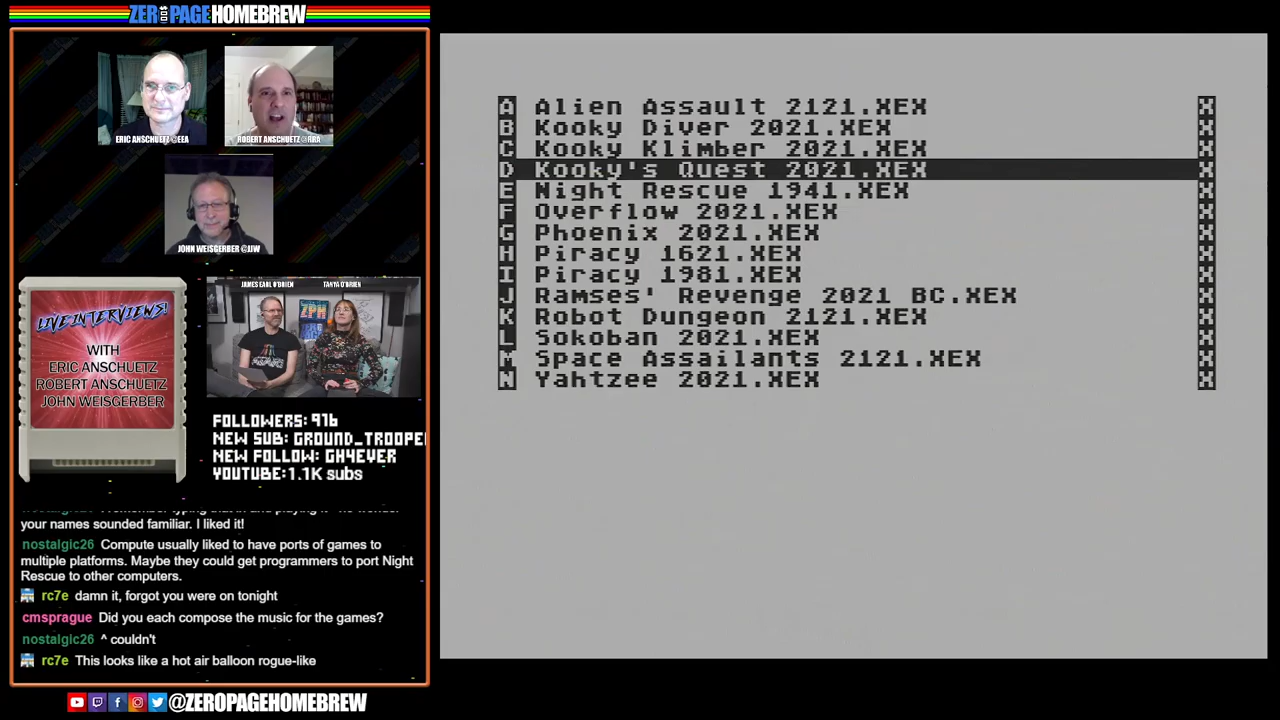 ZEROPAGEHOMEBREW
ERIC ANSCHUETZ @EEA
ROBERT ANSCHUETZ @RRA
JOHN WEISGERBER @JJW
JAMES EARL O'BRIEN
TANYA O'BRIEN
ZPH
LIVE INTERVIEWS!
WITH
ERIC ANSCHUETZ
ROBERT ANSCHUETZ
JOHN WEISGERBER
FOLLOWERS: 916
NEW SUB: GROUND_TROOPER
NEW FOLLOW: GH4EVER
YOUTUBE: 1.1K subs
your names sounded familiar. I liked it!
nostalgic26 Compute usually liked to have ports of games to
multiple platforms. Maybe they could get programmers to port Night
Rescue to other computers.
rc7e damn it, forgot you were on tonight
cmsprague Did you each compose the music for the games?
nostalgic26 ^ couldn't
rc7e This looks like a hot air balloon rogue-like
@ZEROPAGEHOMEBREW
A Alien Assault 2121.XEX X
B Kooky Diver 2021.XEX X
C Kooky Klimber 2021.XEX X
D Kooky's Quest 2021.XEX X
E Night Rescue 1941.XEX X
F Overflow 2021.XEX X
G Phoenix 2021.XEX X
H Piracy 1621.XEX X
I Piracy 1981.XEX X
J Ramses' Revenge 2021 BC.XEX X
K Robot Dungeon 2121.XEX X
L Sokoban 2021.XEX X
M Space Assailants 2121.XEX X
N Yahtzee 2021.XEX X